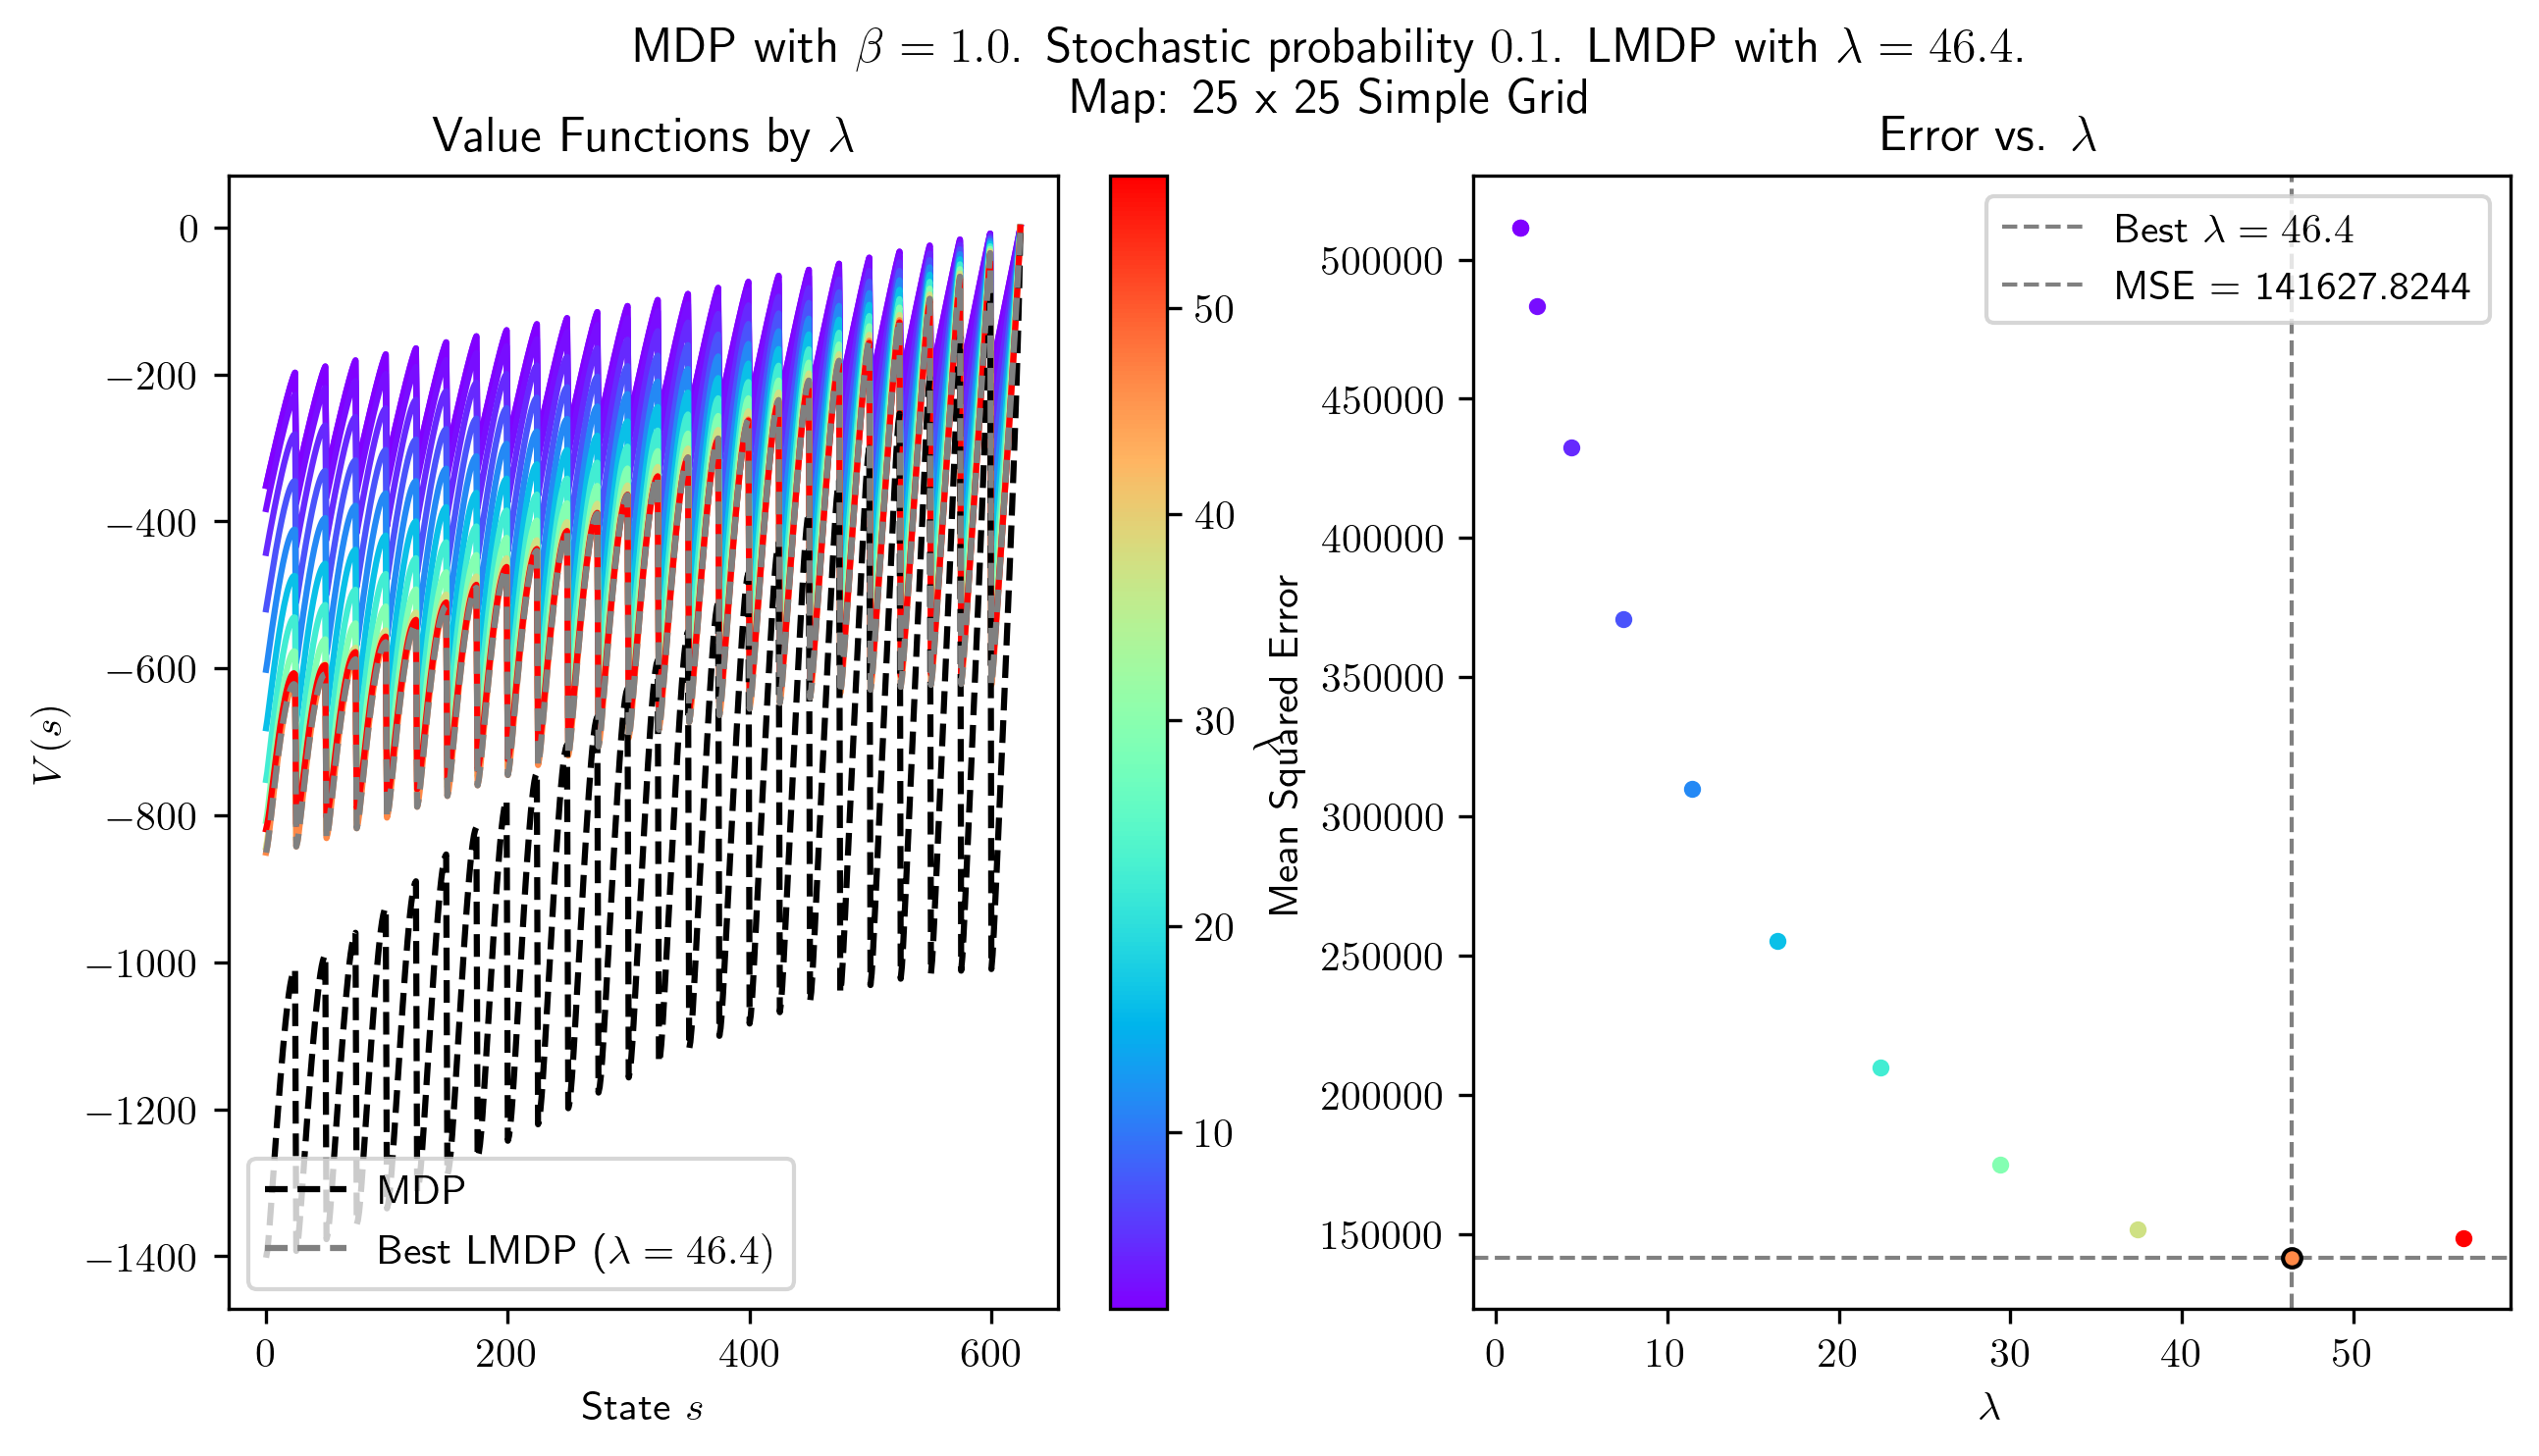 MDP with β = 1.0. Stochastic probability 0.1. LMDP with λ = 46.4.
Map: 25 x 25 Simple Grid
Value Functions by λ
V(s)
0
−200
−400
−600
−800
−1000
−1200
−1400
0
200
400
600
State s
MDP
Best LMDP (λ = 46.4)
50
40
30
20
10
λ
Error vs. λ
Mean Squared Error
500000
450000
400000
350000
300000
250000
200000
150000
0
10
20
30
40
50
λ
Best λ = 46.4
MSE = 141627.8244